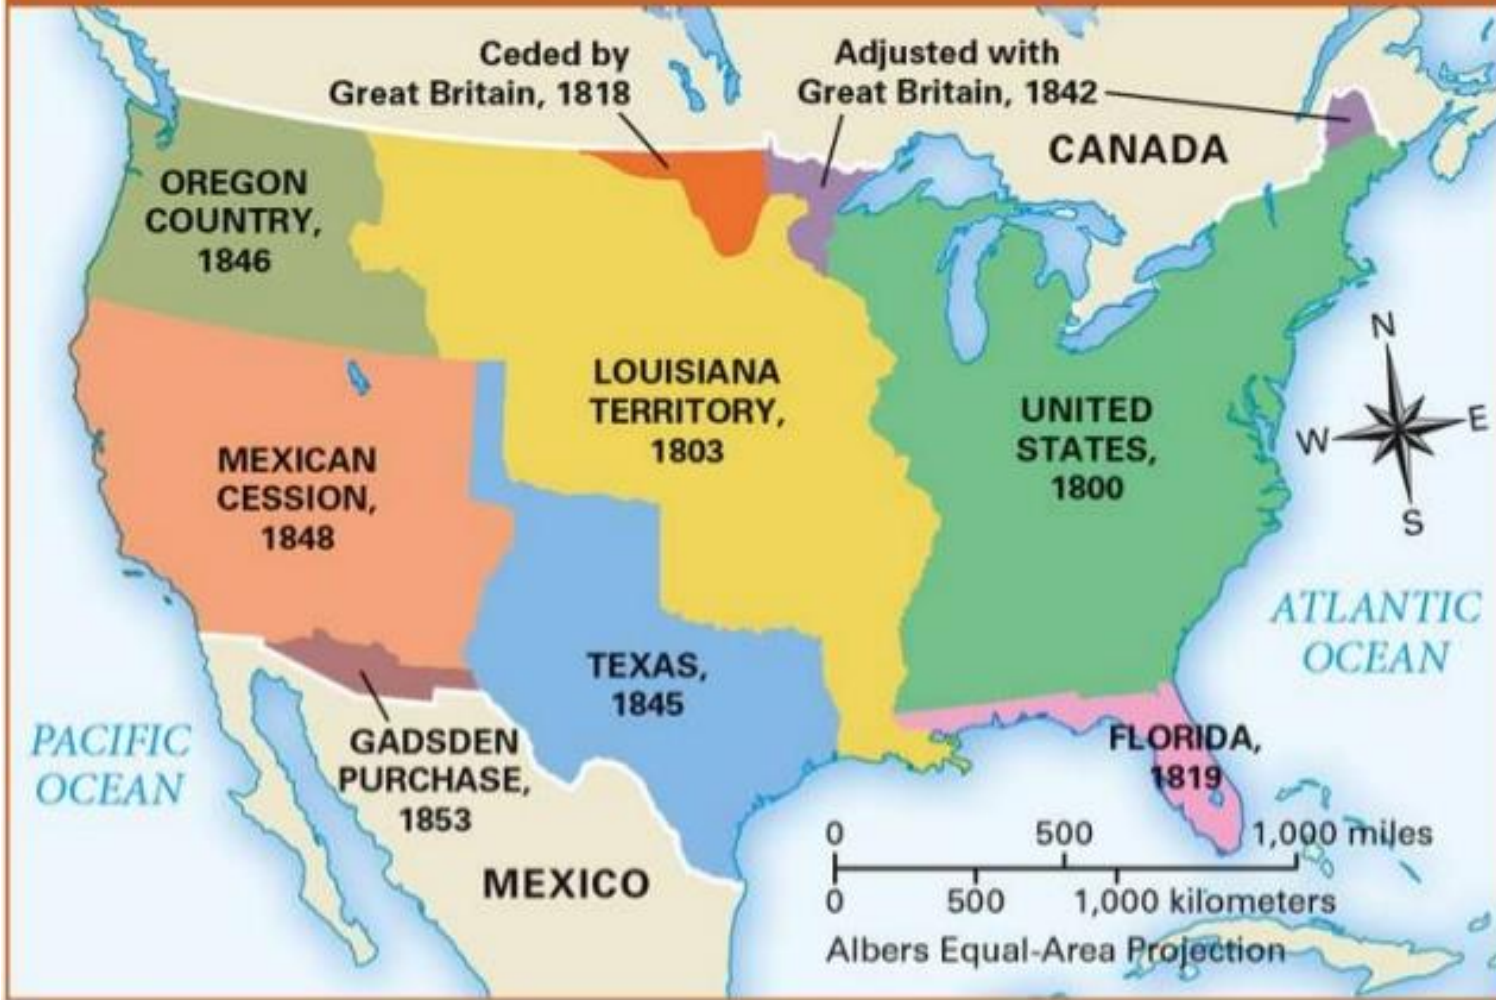 Ceded by
Great Britain, 1818
Adjusted with
Great Britain, 1842
CANADA
OREGON
COUNTRY,
1846
LOUISIANA
TERRITORY,
1803
UNITED
STATES,
1800
N
W
E
S
MEXICAN
CESSION,
1848
ATLANTIC
OCEAN
TEXAS,
1845
PACIFIC
OCEAN
GADSDEN
PURCHASE,
1853
FLORIDA,
1819
MEXICO
0 500 1,000 miles
0 500 1,000 kilometers
Albers Equal-Area Projection